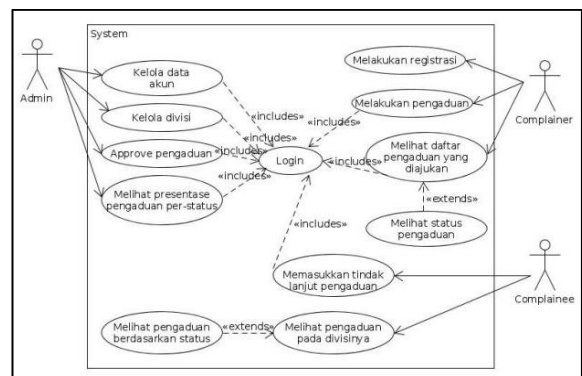 System
Kelola data
akun
Melakukan registrasi
Admin
Complainer
«includes»
Melakukan pengaduan
«includes»
Kelola divisi
«includes»
Approve pengaduan
«includes»
Login
Melihat daftar
pengaduan yang
diajukan
«includes»
«includes»
Melihat presentase
pengaduan per-status
«extends»
Melihat status
pengaduan
«includes»
Memasukkan tindak
lanjut pengaduan
Complainee
Melihat pengaduan
berdasarkan status
«extends»
Melihat pengaduan
pada divisinya